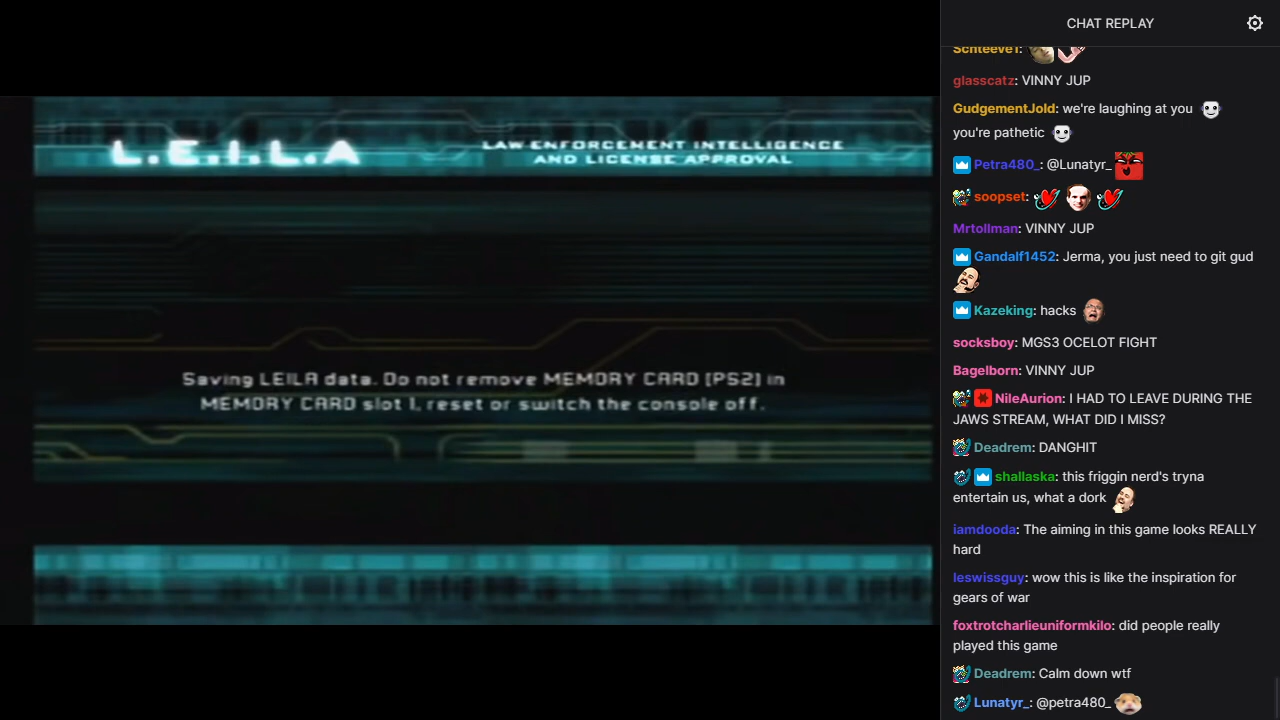 L.E.I.L.A
LAW ENFORCEMENT INTELLIGENCE
AND LICENSE APPROVAL
Saving LEILA data. Do not remove MEMORY CARD (PS2) in
MEMORY CARD slot 1, reset or switch the console off.
CHAT REPLAY
Schteeve1:
glasscatz: VINNY JUP
GudgementJold: we're laughing at you
you're pathetic
Petra480_: @Lunatyr_
soopset:
Mrtollman: VINNY JUP
Gandalf1452: Jerma, you just need to git gud
Kazeking: hacks
socksboy: MGS3 OCELOT FIGHT
Bagelborn: VINNY JUP
NileAurion: I HAD TO LEAVE DURING THE
JAWS STREAM, WHAT DID I MISS?
Deadrem: DANGHIT
shallaska: this friggin nerd's tryna
entertain us, what a dork
iamdooda: The aiming in this game looks REALLY
hard
leswissguy: wow this is like the inspiration for
gears of war
foxtrotcharlieuniformkilo: did people really
played this game
Deadrem: Calm down wtf
Lunatyr_: @petra480_